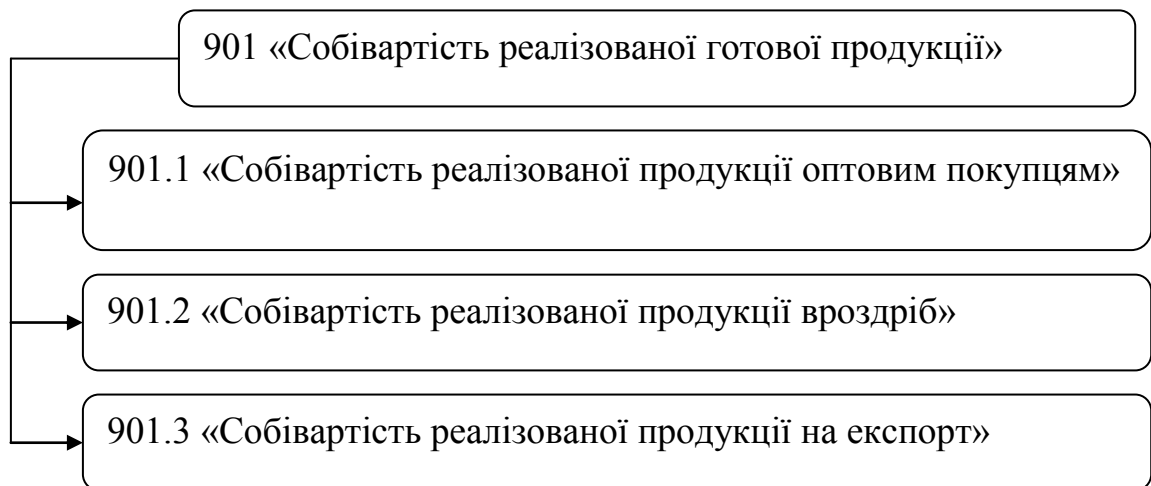 901 «Собівартість реалізованої готової продукції»
901.1 «Собівартість реалізованої продукції оптовим покупцям»
901.2 «Собівартість реалізованої продукції вроздріб»
901.3 «Собівартість реалізованої продукції на експорт»